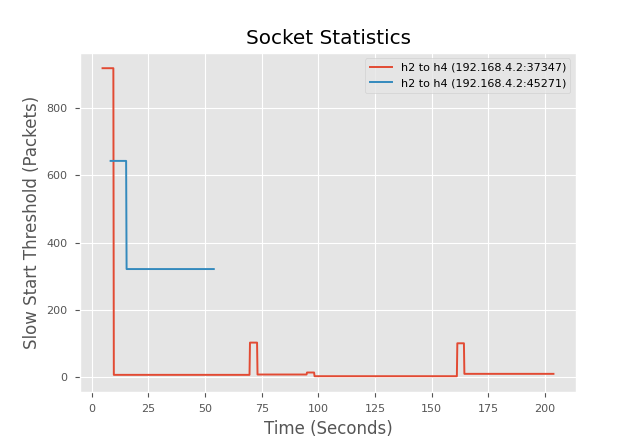 Socket Statistics
h2 to h4 (192.168.4.2:37347)
h2 to h4 (192.168.4.2:45271)
Slow Start Threshold (Packets)
800
600
400
200
0
0 25 50 75 100 125 150 175 200
Time (Seconds)